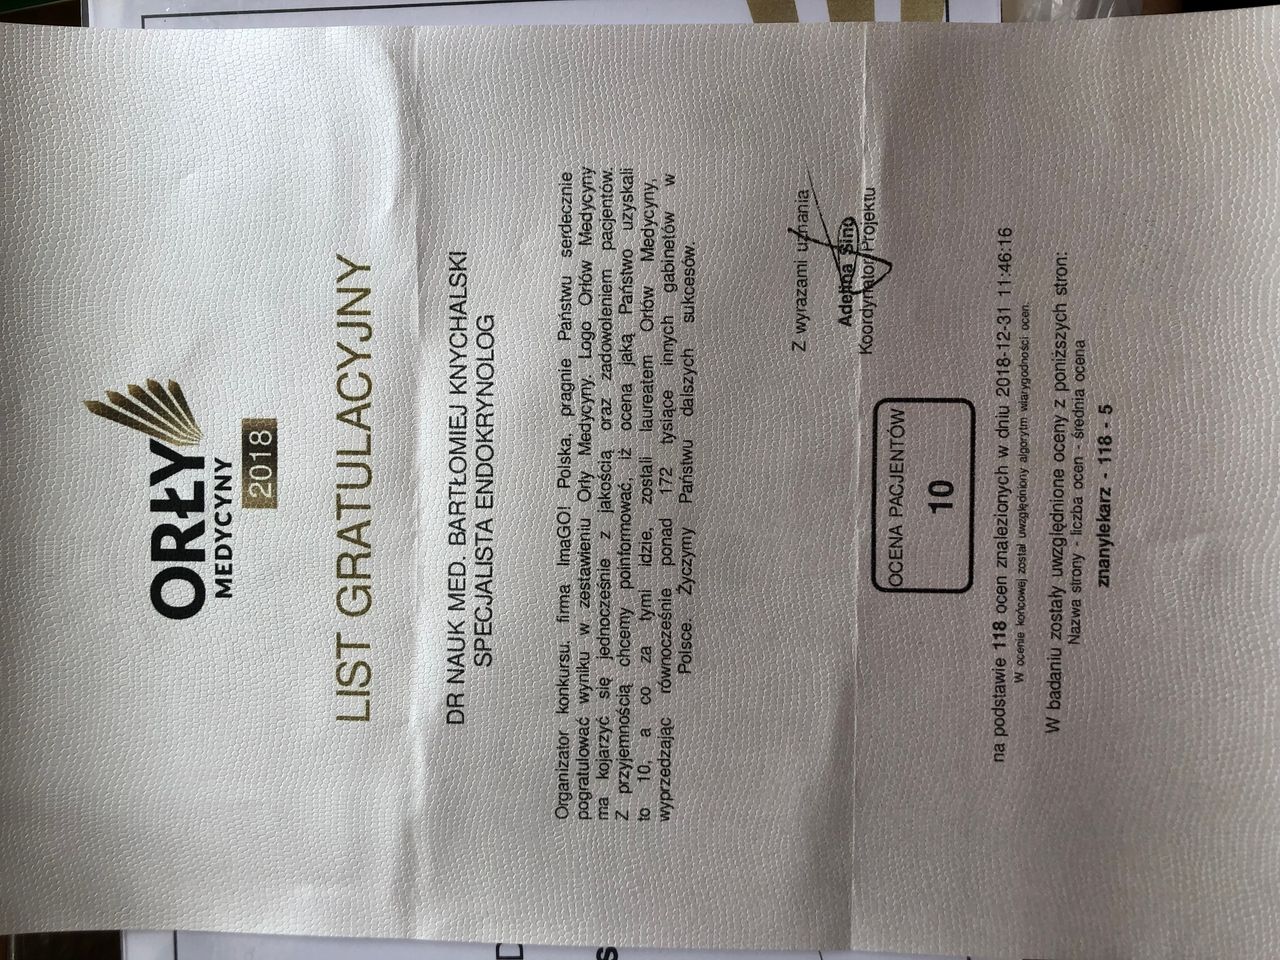 ORŁY
MEDYCYNY
2018
LIST GRATULACYJNY
DR NAUK MED. BARTŁOMIEJ KNYCHALSKI
SPECJALISTA ENDOKRYNOLOG
Organizator konkursu, firma ImaGO! Polska, pragnie Państwu serdecznie
pogratulować wyniku w zestawieniu Orły Medycyny. Logo Orłów Medycyny
ma kojarzyć się jednocześnie z jakością oraz zadowoleniem pacjentów.
Z przyjemnością chcemy poinformować, iż ocena jaką Państwo uzyskali
to 10, a co za tymi idzie, zostali laureatem Orłów Medycyny,
wyprzedzając równocześnie ponad 172 tysiące innych gabinetów w
Polsce. Życzymy Państwu dalszych sukcesów.
Z wyrazami uznania
Adelina Sino
Koordynator Projektu
OCENA PACJENTÓW
10
na podstawie 118 ocen znalezionych w dniu 2018-12-31 11:46:16
W ocenie końcowej został uwzględniony algorytm wiarygodności ocen.
W badaniu zostały uwzględnione oceny z poniższych stron:
Nazwa strony - liczba ocen - średnia ocena
znanylekarz - 118 - 5